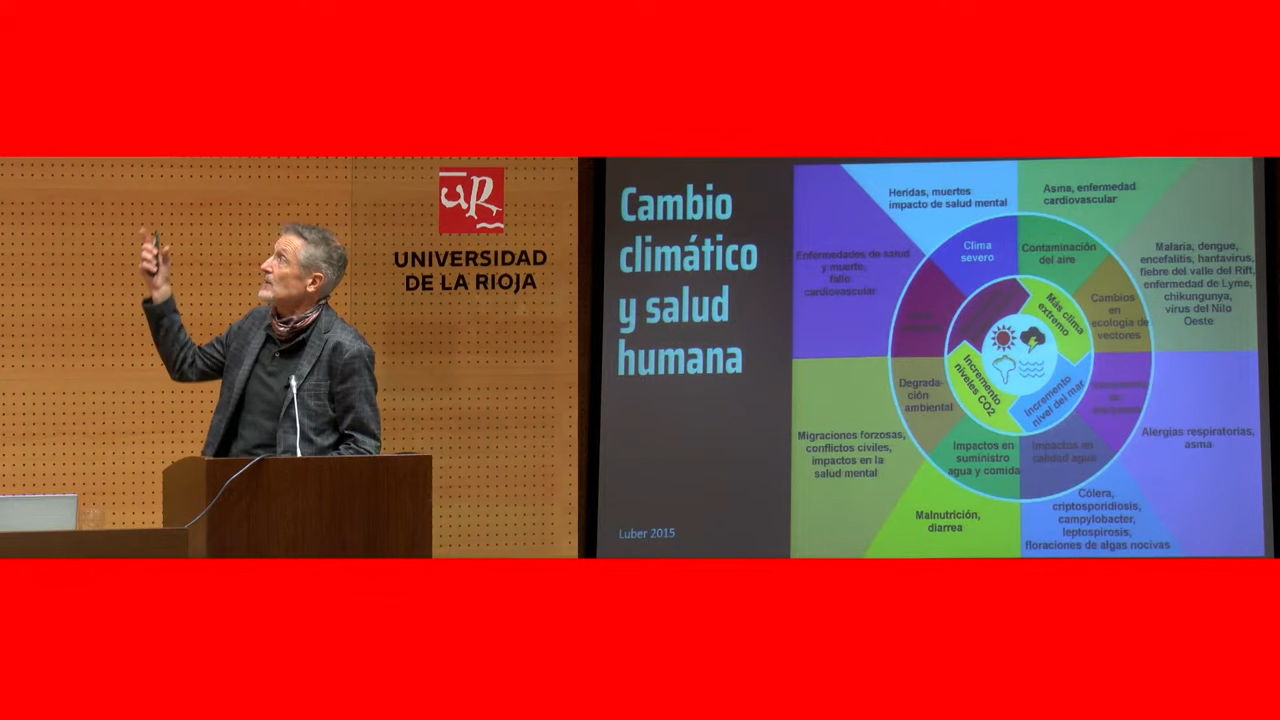 uR
UNIVERSIDAD
DE LA RIOJA
Cambio
climático
y salud
humana
Luber 2015
Heridas, muertes
impacto de salud mental
Asma, enfermedad
cardiovascular
Malaria, dengue,
encefalitis, hantavirus,
fiebre del valle del Rift,
enfermedad de Lyme,
chikungunya,
virus del Nilo
Oeste
Alergias respiratorias,
asma
Cólera,
criptosporidiosis,
campylobacter,
leptospirosis,
floraciones de algas nocivas
Malnutrición,
diarrea
Migraciones forzosas,
conflictos civiles,
impactos en la
salud mental
Enfermedades de salud
y muerte,
fallo
cardiovascular
Clima
severo
Contaminación
del aire
Cambios
en
ecología de
vectores
Impactos en
calidad agua
Impactos en
suministro
agua y comida
Degrada-
ción
ambiental
Más clima
extremo
Incremento
nivel del mar
Incremento
niveles CO2